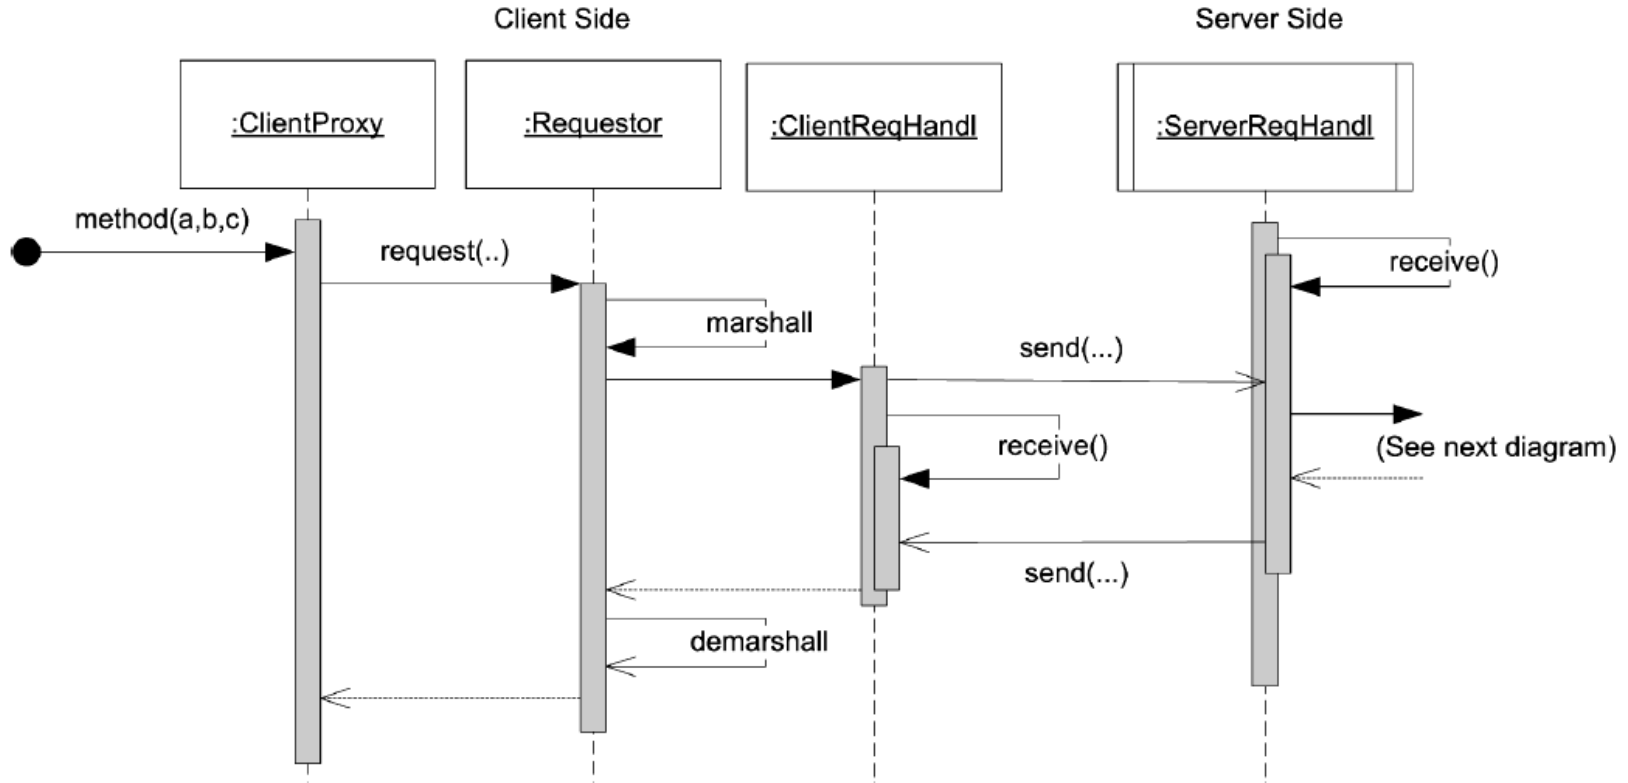 Client Side
Server Side
:ClientProxy
:Requestor
:ClientReqHandl
:ServerReqHandl
method(a,b,c)
request(..)
receive()
marshall
send(...)
receive()
(See next diagram)
send(...)
demarshall